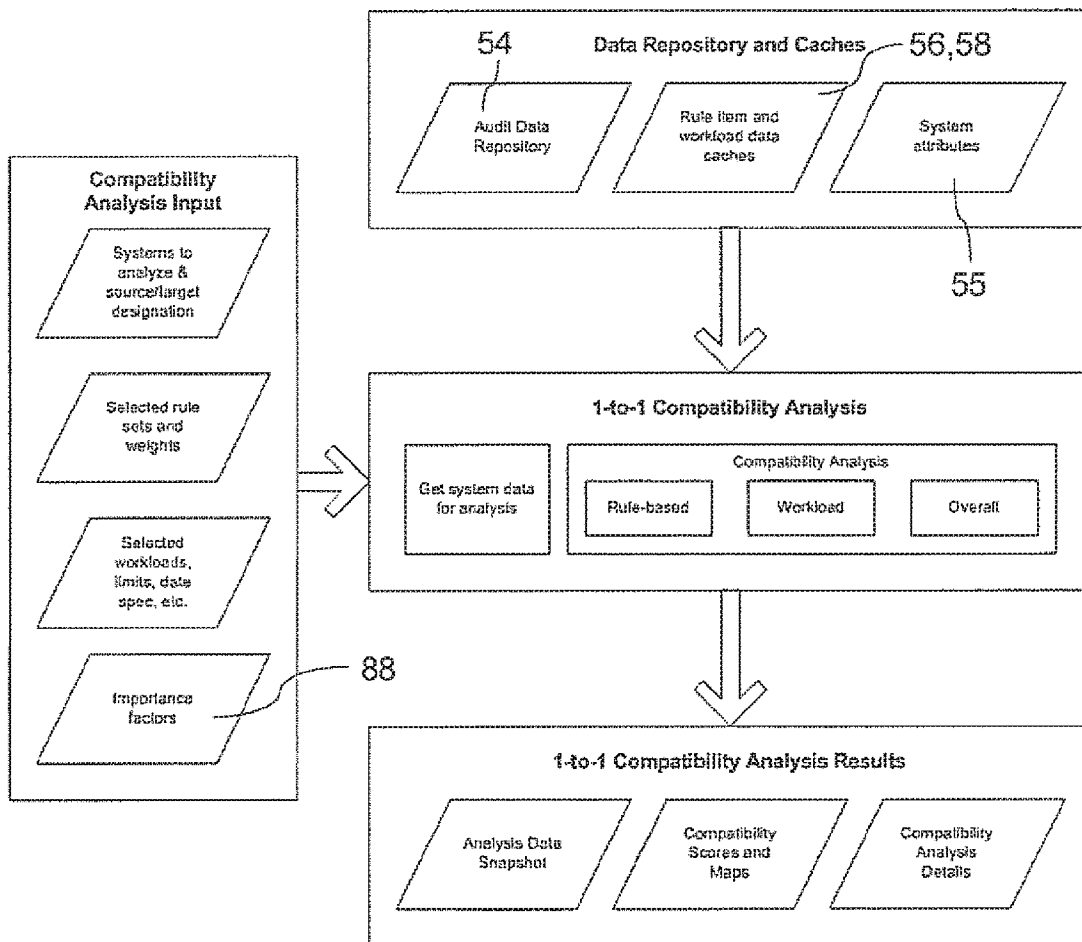 54
Data Repository and Caches
56,58
Audit Data
Repository
Rule item and
workload data
caches
System
attributes
55
Compatibility
Analysis Input
Systems to
analyze &
source/target
designation
Selected rule
sets and
weights
Selected
workloads,
limits, date
spec, etc.
Importance
factors
88
1-to-1 Compatibility Analysis
Get system data
for analysis
Compatibility Analysis
Rule-based
Workload
Overall
1-to-1 Compatibility Analysis Results
Analysis Data
Snapshot
Compatibility
Scores and
Maps
Compatibility
Analysis
Details